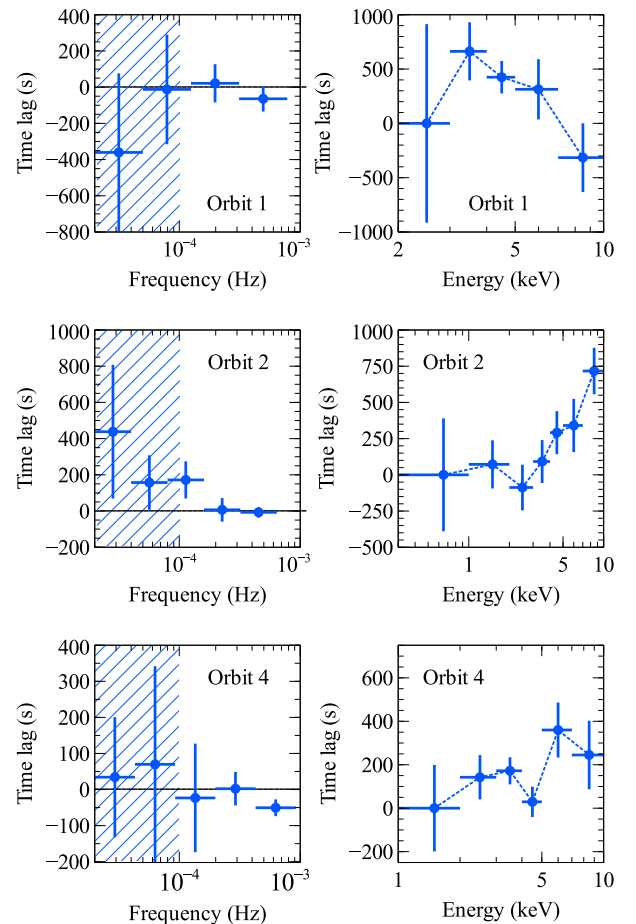 400
200
0
−200
−400
−600
−800
Time lag (s)
Orbit 1
10⁻⁴
10⁻³
Frequency (Hz)
1000
500
0
−500
−1000
Time lag (s)
Orbit 1
2
5
10
Energy (keV)
1000
800
600
400
200
0
−200
Time lag (s)
Orbit 2
10⁻⁴
10⁻³
Frequency (Hz)
1000
750
500
250
0
−250
−500
Time lag (s)
Orbit 2
1
5
10
Energy (keV)
400
300
200
100
0
−100
−200
Time lag (s)
Orbit 4
10⁻⁴
10⁻³
Frequency (Hz)
600
400
200
0
−200
Time lag (s)
Orbit 4
1
5
10
Energy (keV)